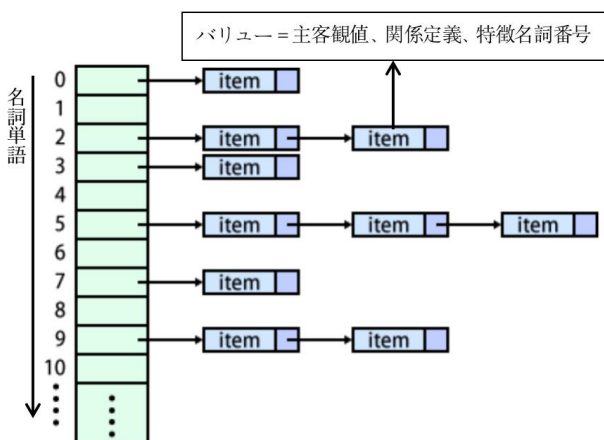 バリュー＝主客観値、関係定義、特徴名詞番号
名詞単語
0 item
1
2 item item
3 item
4
5 item item item
6
7 item
8
9 item item
10